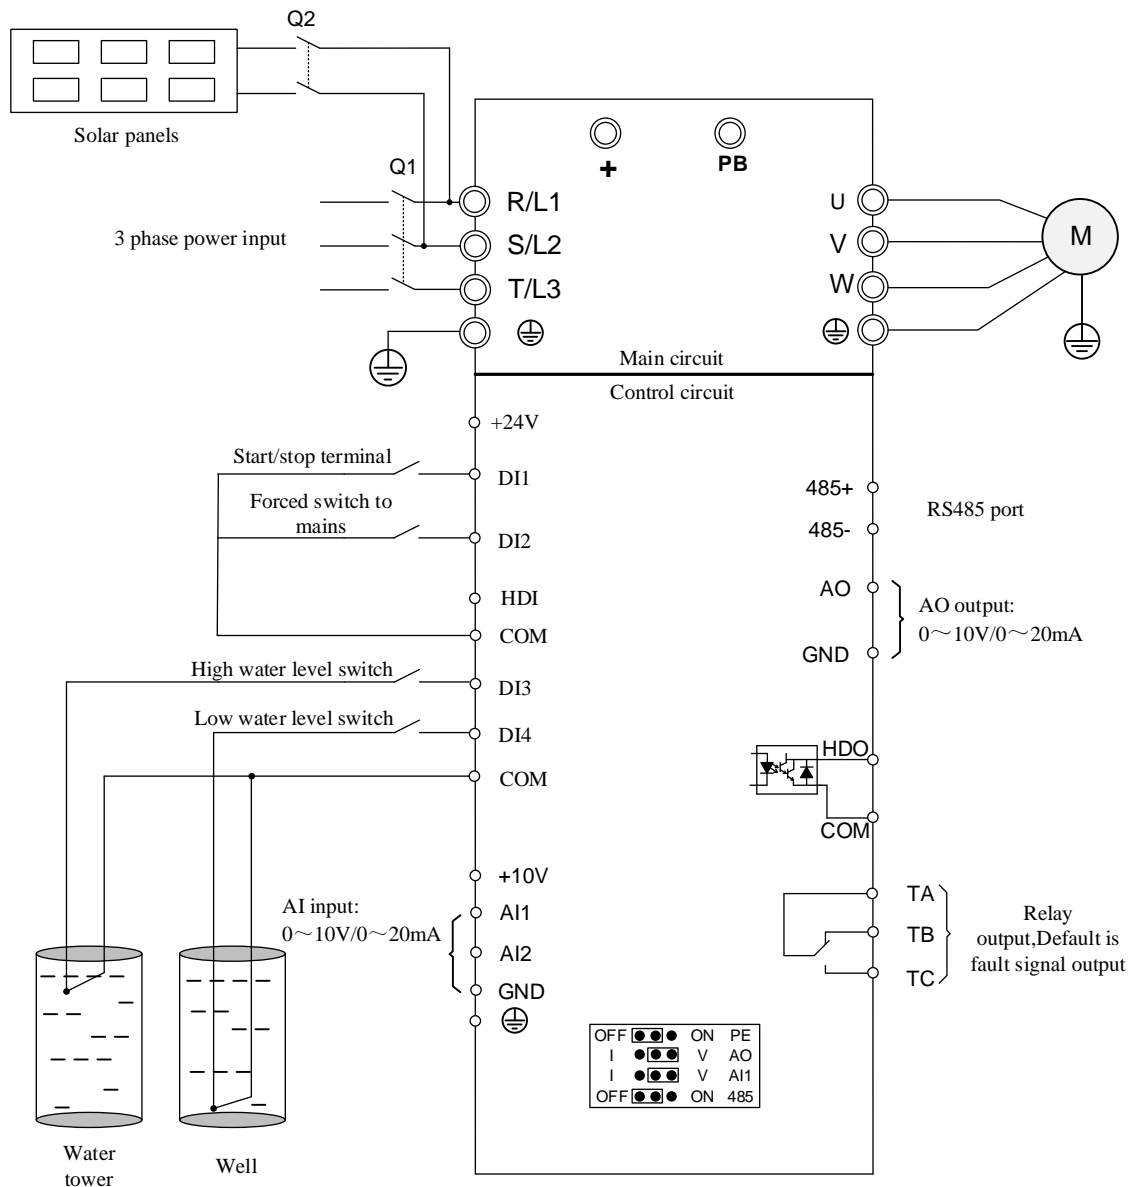 Q2
Solar panels
Q1
+
PB
R/L1
U
3 phase power input
S/L2
V
M
T/L3
W
Main circuit
Control circuit
+24V
Start/stop terminal
DI1
485+
Forced switch to
mains
RS485 port
DI2
485-
HDI
AO
AO output:
0～10V/0～20mA
COM
GND
High water level switch
DI3
Low water level switch
DI4
HDO
COM
COM
+10V
AI input:
0～10V/0～20mA
AI1
AI2
GND
TA
TB
TC
Relay
output,Default is
fault signal output
OFF ON PE
I V AO
I V AI1
OFF ON 485
Water
tower
Well